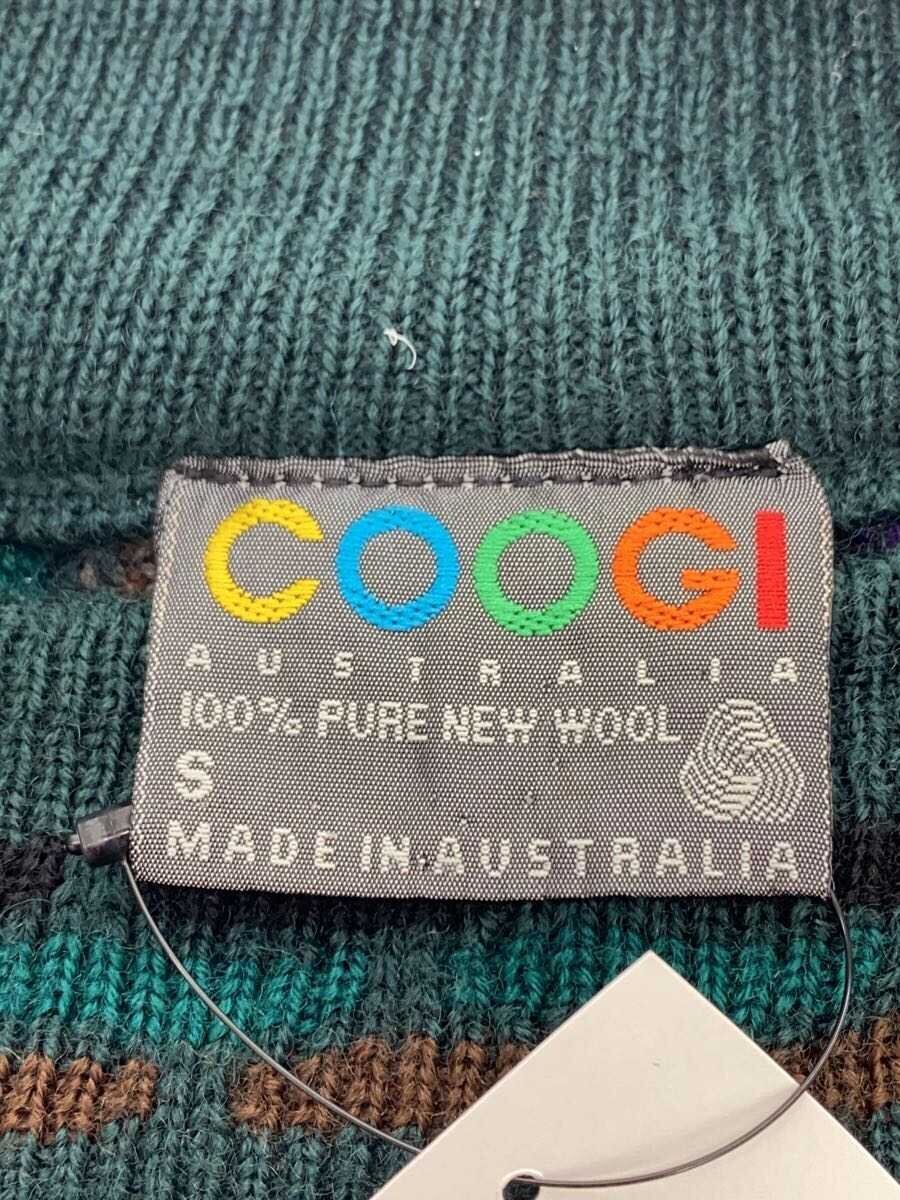 COOGI
AUSTRALIA
100% PURE NEW WOOL
S
MADE IN AUSTRALIA